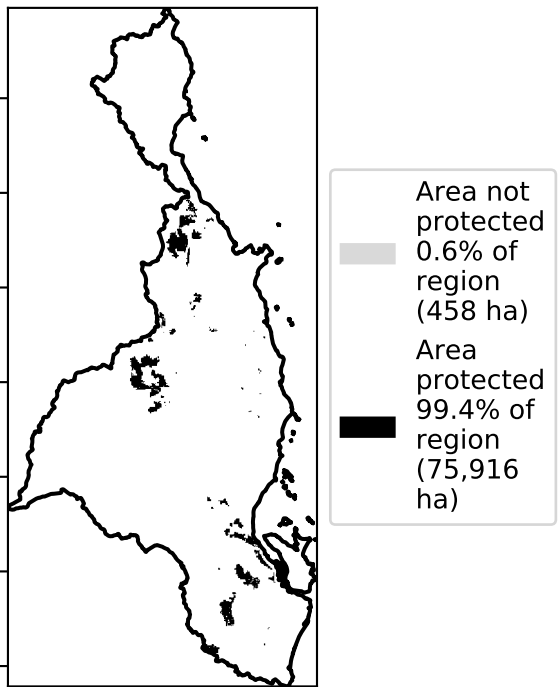 Area not
protected
0.6% of
region
(458 ha)
Area
protected
99.4% of
region
(75,916
ha)